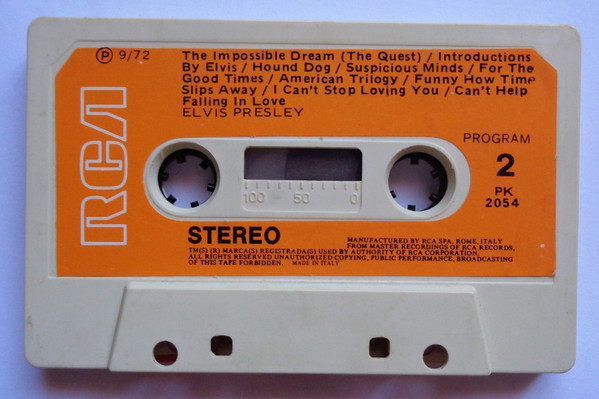 Ⓟ 9/72
The Impossible Dream (The Quest) / Introductions
By Elvis / Hound Dog / Suspicious Minds / For The
Good Times / American Trilogy / Funny How Time
Slips Away / I Can't Stop Loving You / Can't Help
Falling In Love
ELVIS PRESLEY
RCA
PROGRAM
2
PK
2054
100 50 0
STEREO
MANUFACTURED BY RCA SPA. ROME, ITALY
FROM MASTER RECORDINGS OF RCA RECORDS,
TM(S) (R) MARCA(S) REGISTRADA(S) USED BY AUTHORITY OF RCA CORPORATION.
ALL RIGHTS RESERVED UNAUTHORIZED COPYING, PUBLIC PERFORMANCE, BROADCASTING
OF THIS TAPE FORBIDDEN. MADE IN ITALY